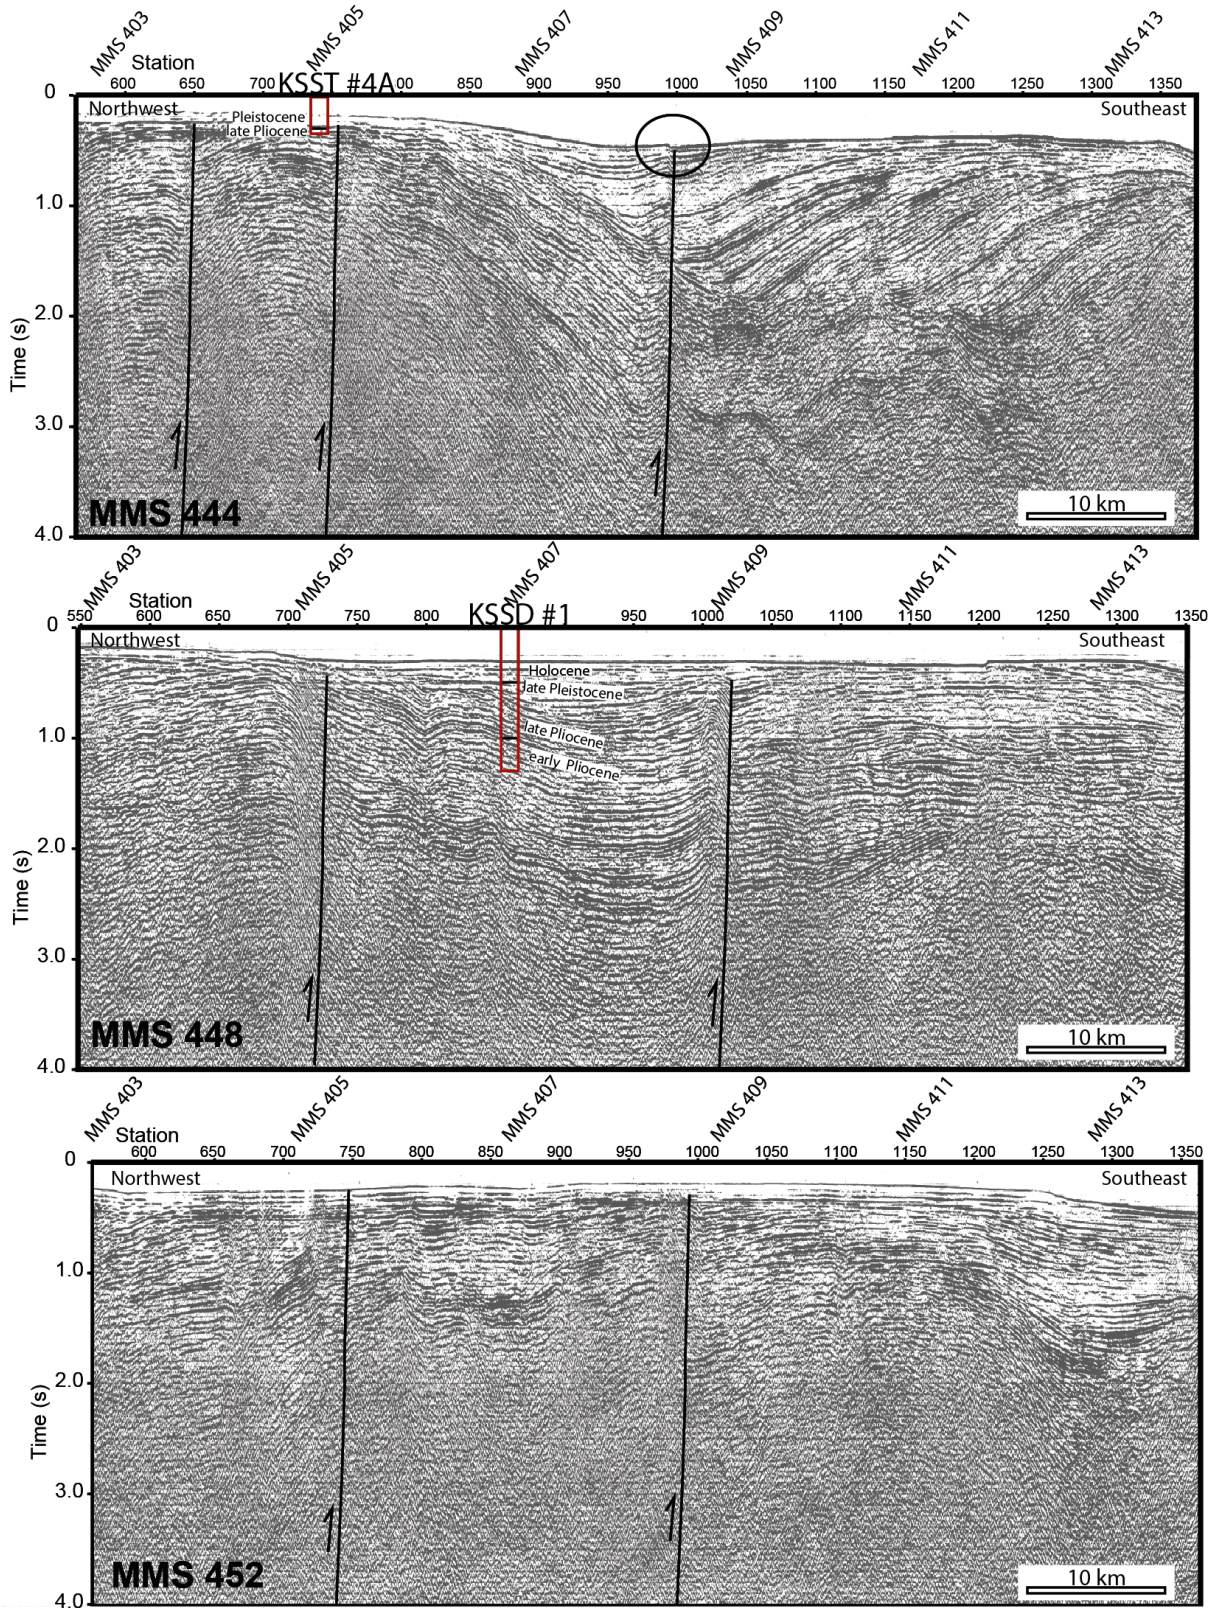 MMS 403 MMS 405 MMS 407 MMS 409 MMS 411 MMS 413
Station
600 650 700 800 850 900 950 1000 1050 1100 1150 1200 1250 1300 1350
KSST #4A
0
Northwest Southeast
Pleistocene
late Pliocene
1.0
2.0
Time (s)
3.0
MMS 444
10 km
4.0
MMS 403 MMS 405 MMS 407 MMS 409 MMS 411 MMS 413
Station
550 600 650 700 750 800 950 1000 1050 1100 1150 1200 1250 1300 1350
KSSD #1
0
Northwest Southeast
Holocene
late Pleistocene
late Pliocene
1.0
early Pliocene
2.0
Time (s)
3.0
MMS 448
10 km
4.0
MMS 403 MMS 405 MMS 407 MMS 409 MMS 411 MMS 413
Station
600 650 700 750 800 850 900 950 1000 1050 1100 1150 1200 1250 1300 1350
0
Northwest Southeast
1.0
2.0
Time (s)
3.0
MMS 452
10 km
4.0